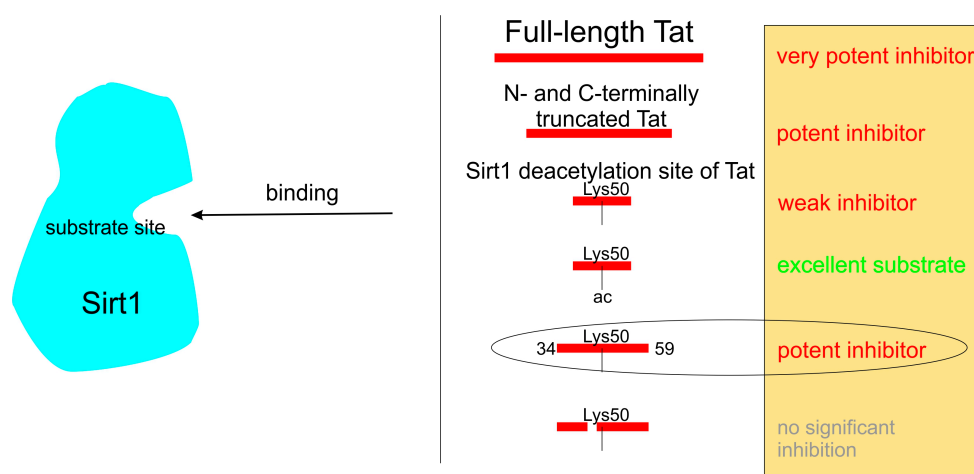 Full-length Tat
very potent inhibitor
N- and C-terminally
truncated Tat
potent inhibitor
Sirt1 deacetylation site of Tat
Lys50
weak inhibitor
binding
substrate site
Sirt1
Lys50
ac
excellent substrate
Lys50
34
59
potent inhibitor
Lys50
no significant
inhibition